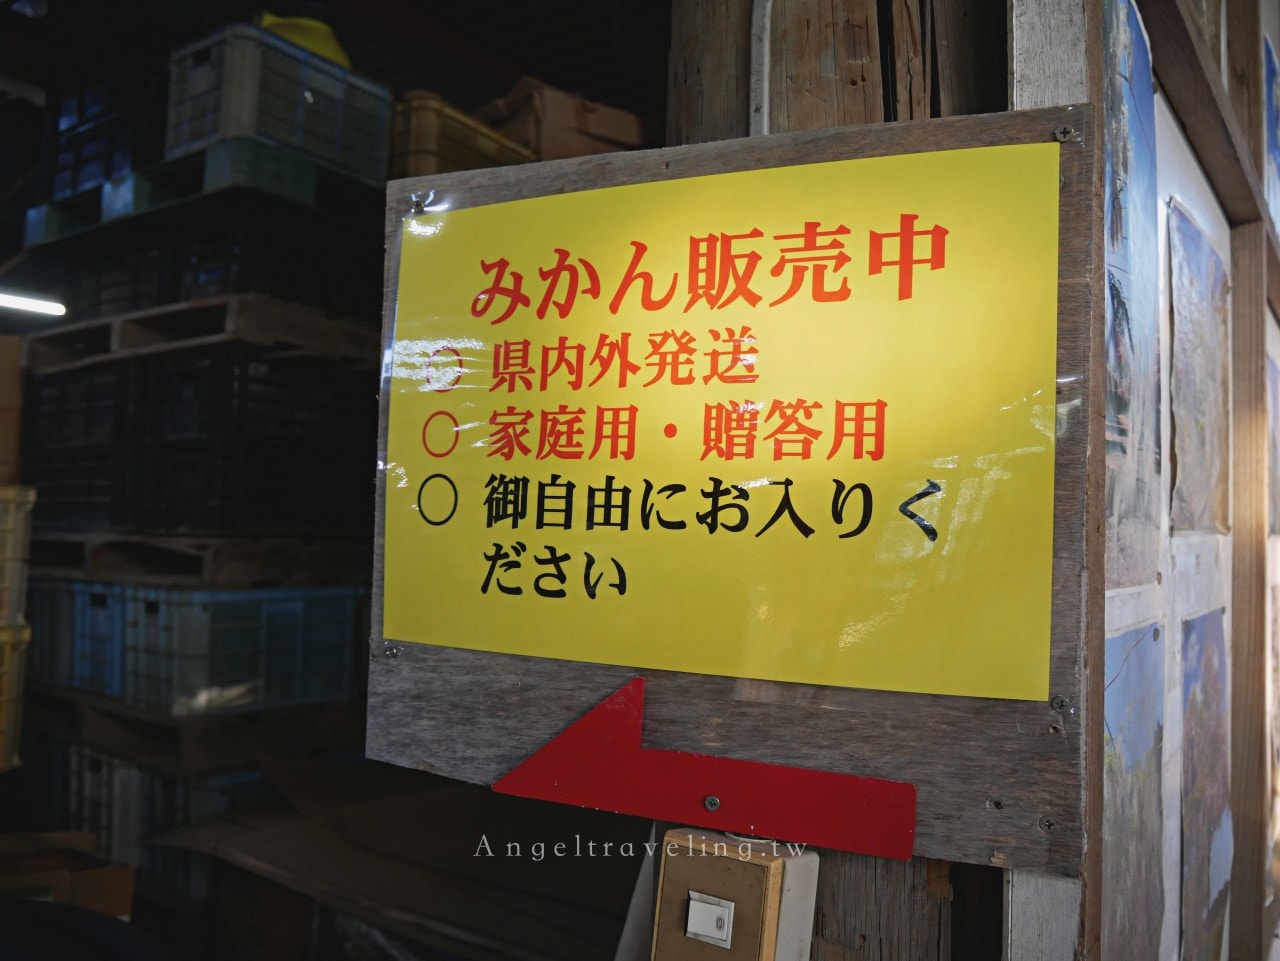 みかん販売中
○ 県内外発送
○ 家庭用・贈答用
○ 御自由にお入りく
ださい
Angeltraveling.tw